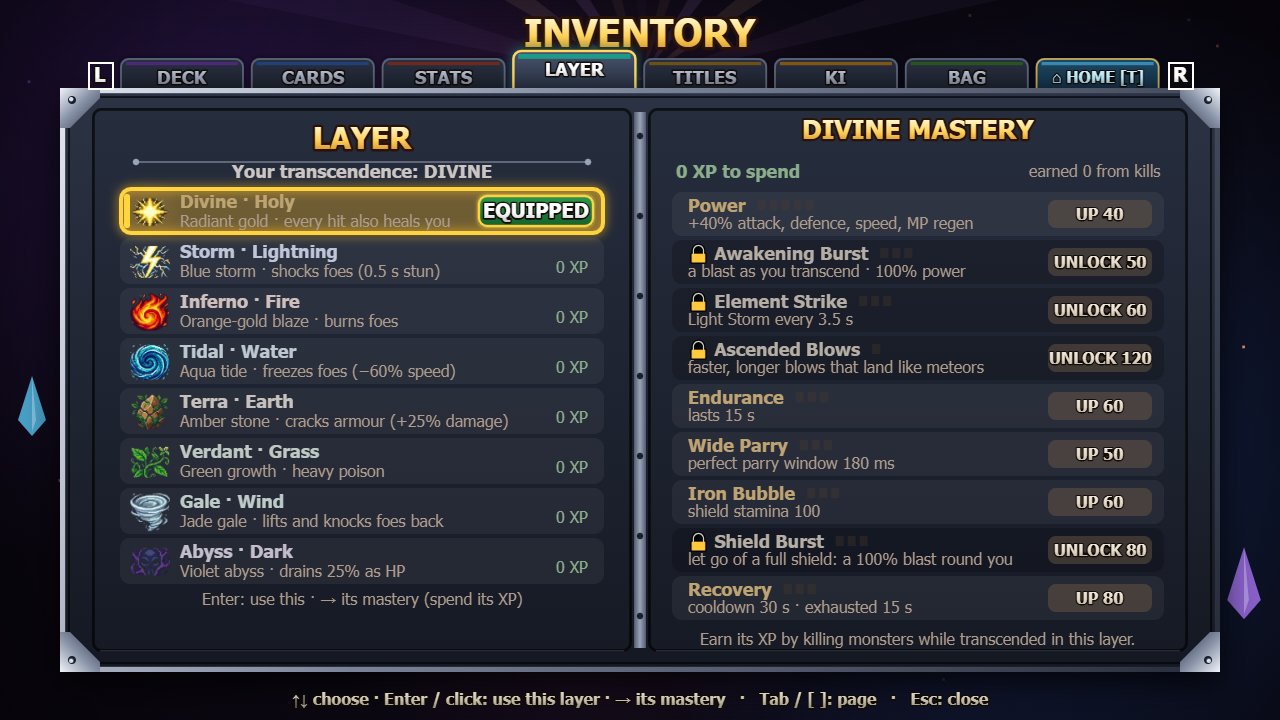 INVENTORY
L DECK CARDS STATS LAYER TITLES KI BAG ⌂ HOME [T] R
LAYER
Your transcendence: DIVINE
Divine · Holy
Radiant gold · every hit also heals you
EQUIPPED
Storm · Lightning
Blue storm · shocks foes (0.5 s stun)
0 XP
Inferno · Fire
Orange-gold blaze · burns foes
0 XP
Tidal · Water
Aqua tide · freezes foes (−60% speed)
0 XP
Terra · Earth
Amber stone · cracks armour (+25% damage)
0 XP
Verdant · Grass
Green growth · heavy poison
0 XP
Gale · Wind
Jade gale · lifts and knocks foes back
0 XP
Abyss · Dark
Violet abyss · drains 25% as HP
0 XP
Enter: use this · → its mastery (spend its XP)
DIVINE MASTERY
0 XP to spend earned 0 from kills
Power
+40% attack, defence, speed, MP regen
UP 40
Awakening Burst
a blast as you transcend · 100% power
UNLOCK 50
Element Strike
Light Storm every 3.5 s
UNLOCK 60
Ascended Blows
faster, longer blows that land like meteors
UNLOCK 120
Endurance
lasts 15 s
UP 60
Wide Parry
perfect parry window 180 ms
UP 50
Iron Bubble
shield stamina 100
UP 60
Shield Burst
let go of a full shield: a 100% blast round you
UNLOCK 80
Recovery
cooldown 30 s · exhausted 15 s
UP 80
Earn its XP by killing monsters while transcended in this layer.
↑↓ choose · Enter / click: use this layer · → its mastery · Tab / [ ]: page · Esc: close